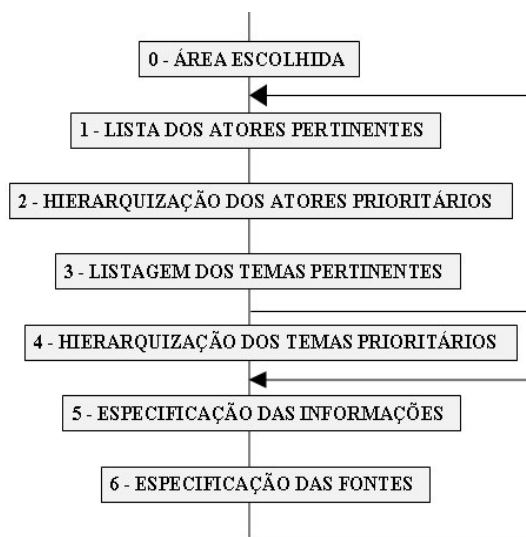 0 - ÁREA ESCOLHIDA
1 - LISTA DOS ATORES PERTINENTES
2 - HIERARQUIZAÇÃO DOS ATORES PRIORITÁRIOS
3 - LISTAGEM DOS TEMAS PERTINENTES
4 - HIERARQUIZAÇÃO DOS TEMAS PRIORITÁRIOS
5 - ESPECIFICAÇÃO DAS INFORMAÇÕES
6 - ESPECIFICAÇÃO DAS FONTES